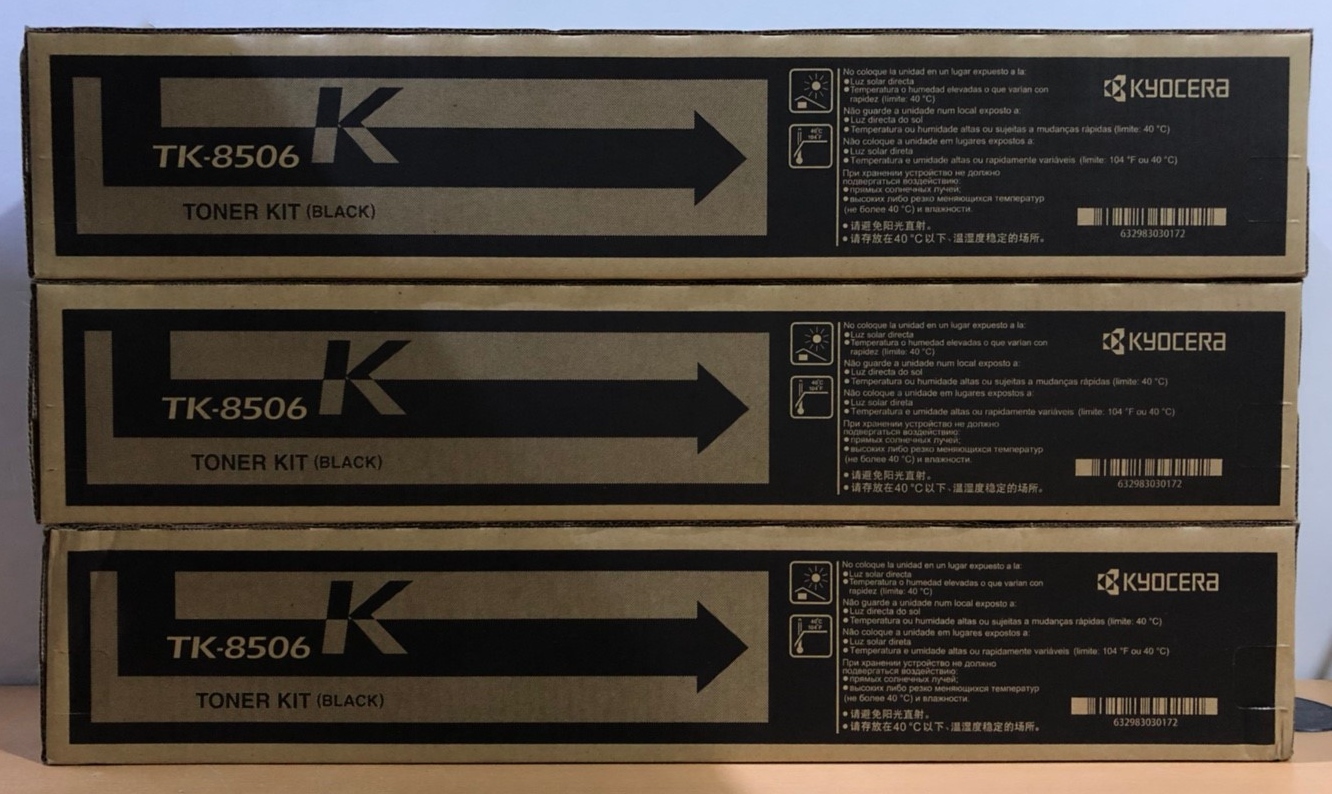 TK-8506 K
TONER KIT (BLACK)
40°C
104°F
No coloque la unidad en un lugar expuesto a la:
●Luz solar directa
●Temperatura o humedad elevadas o que varían con
rapidez (límite: 40 °C)
Não guarde a unidade num local exposto a:
●Luz directa do sol
●Temperatura ou humidade altas ou sujeitas a mudanças rápidas (limite: 40 °C)
Não coloque a unidade em lugares expostos a:
●Luz solar direta
●Temperatura e umidade altas ou rapidamente variáveis (limite: 104 °F ou 40 °C)
При хранении устройство не должно
подвергаться воздействию:
●прямых солнечных лучей;
●высоких либо резко меняющихся температур
(не более 40 °C) и влажности.
●请避免阳光直射。
●请存放在40 °C以下、温湿度稳定的场所。
KYOCERA
632983030172
TK-8506 K
TONER KIT (BLACK)
40°C
104°F
No coloque la unidad en un lugar expuesto a la:
●Luz solar directa
●Temperatura o humedad elevadas o que varían con
rapidez (límite: 40 °C)
Não guarde a unidade num local exposto a:
●Luz directa do sol
●Temperatura ou humidade altas ou sujeitas a mudanças rápidas (limite: 40 °C)
Não coloque a unidade em lugares expostos a:
●Luz solar direta
●Temperatura e umidade altas ou rapidamente variáveis (limite: 104 °F ou 40 °C)
При хранении устройство не должно
подвергаться воздействию:
●прямых солнечных лучей;
●высоких либо резко меняющихся температур
(не более 40 °C) и влажности.
●请避免阳光直射。
●请存放在40 °C以下、温湿度稳定的场所。
KYOCERA
632983030172
TK-8506 K
TONER KIT (BLACK)
40°C
104°F
No coloque la unidad en un lugar expuesto a la:
●Luz solar directa
●Temperatura o humedad elevadas o que varían con
rapidez (límite: 40 °C)
Não guarde a unidade num local exposto a:
●Luz directa do sol
●Temperatura ou humidade altas ou sujeitas a mudanças rápidas (limite: 40 °C)
Não coloque a unidade em lugares expostos a:
●Luz solar direta
●Temperatura e umidade altas ou rapidamente variáveis (limite: 104 °F ou 40 °C)
При хранении устройство не должно
подвергаться воздействию:
●прямых солнечных лучей;
●высоких либо резко меняющихся температур
(не более 40 °C) и влажности.
●请避免阳光直射。
●请存放在40 °C以下、温湿度稳定的场所。
KYOCERA
632983030172